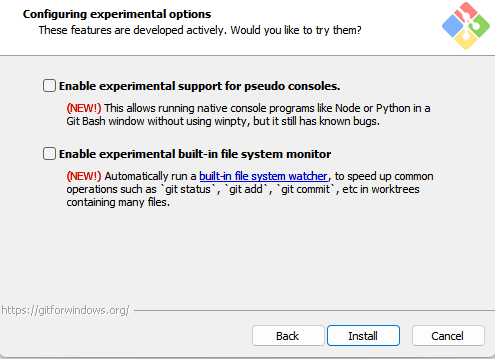 Configuring experimental options
These features are developed actively. Would you like to try them?
Enable experimental support for pseudo consoles.
(NEW!) This allows running native console programs like Node or Python in a
Git Bash window without using winpty, but it still has known bugs.
Enable experimental built-in file system monitor
(NEW!) Automatically run a built-in file system watcher, to speed up common
operations such as `git status`, `git add`, `git commit`, etc in worktrees
containing many files.
https://gitforwindows.org/
Back Install Cancel